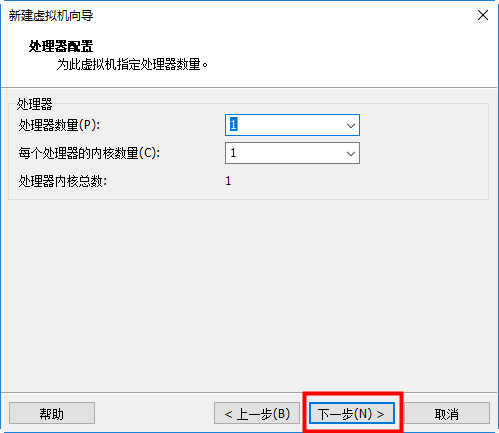 新建虚拟机向导
处理器配置
为此虚拟机指定处理器数量。
处理器
处理器数量(P): 1
每个处理器的内核数量(C): 1
处理器内核总数: 1
帮助 < 上一步(B) 下一步(N) > 取消